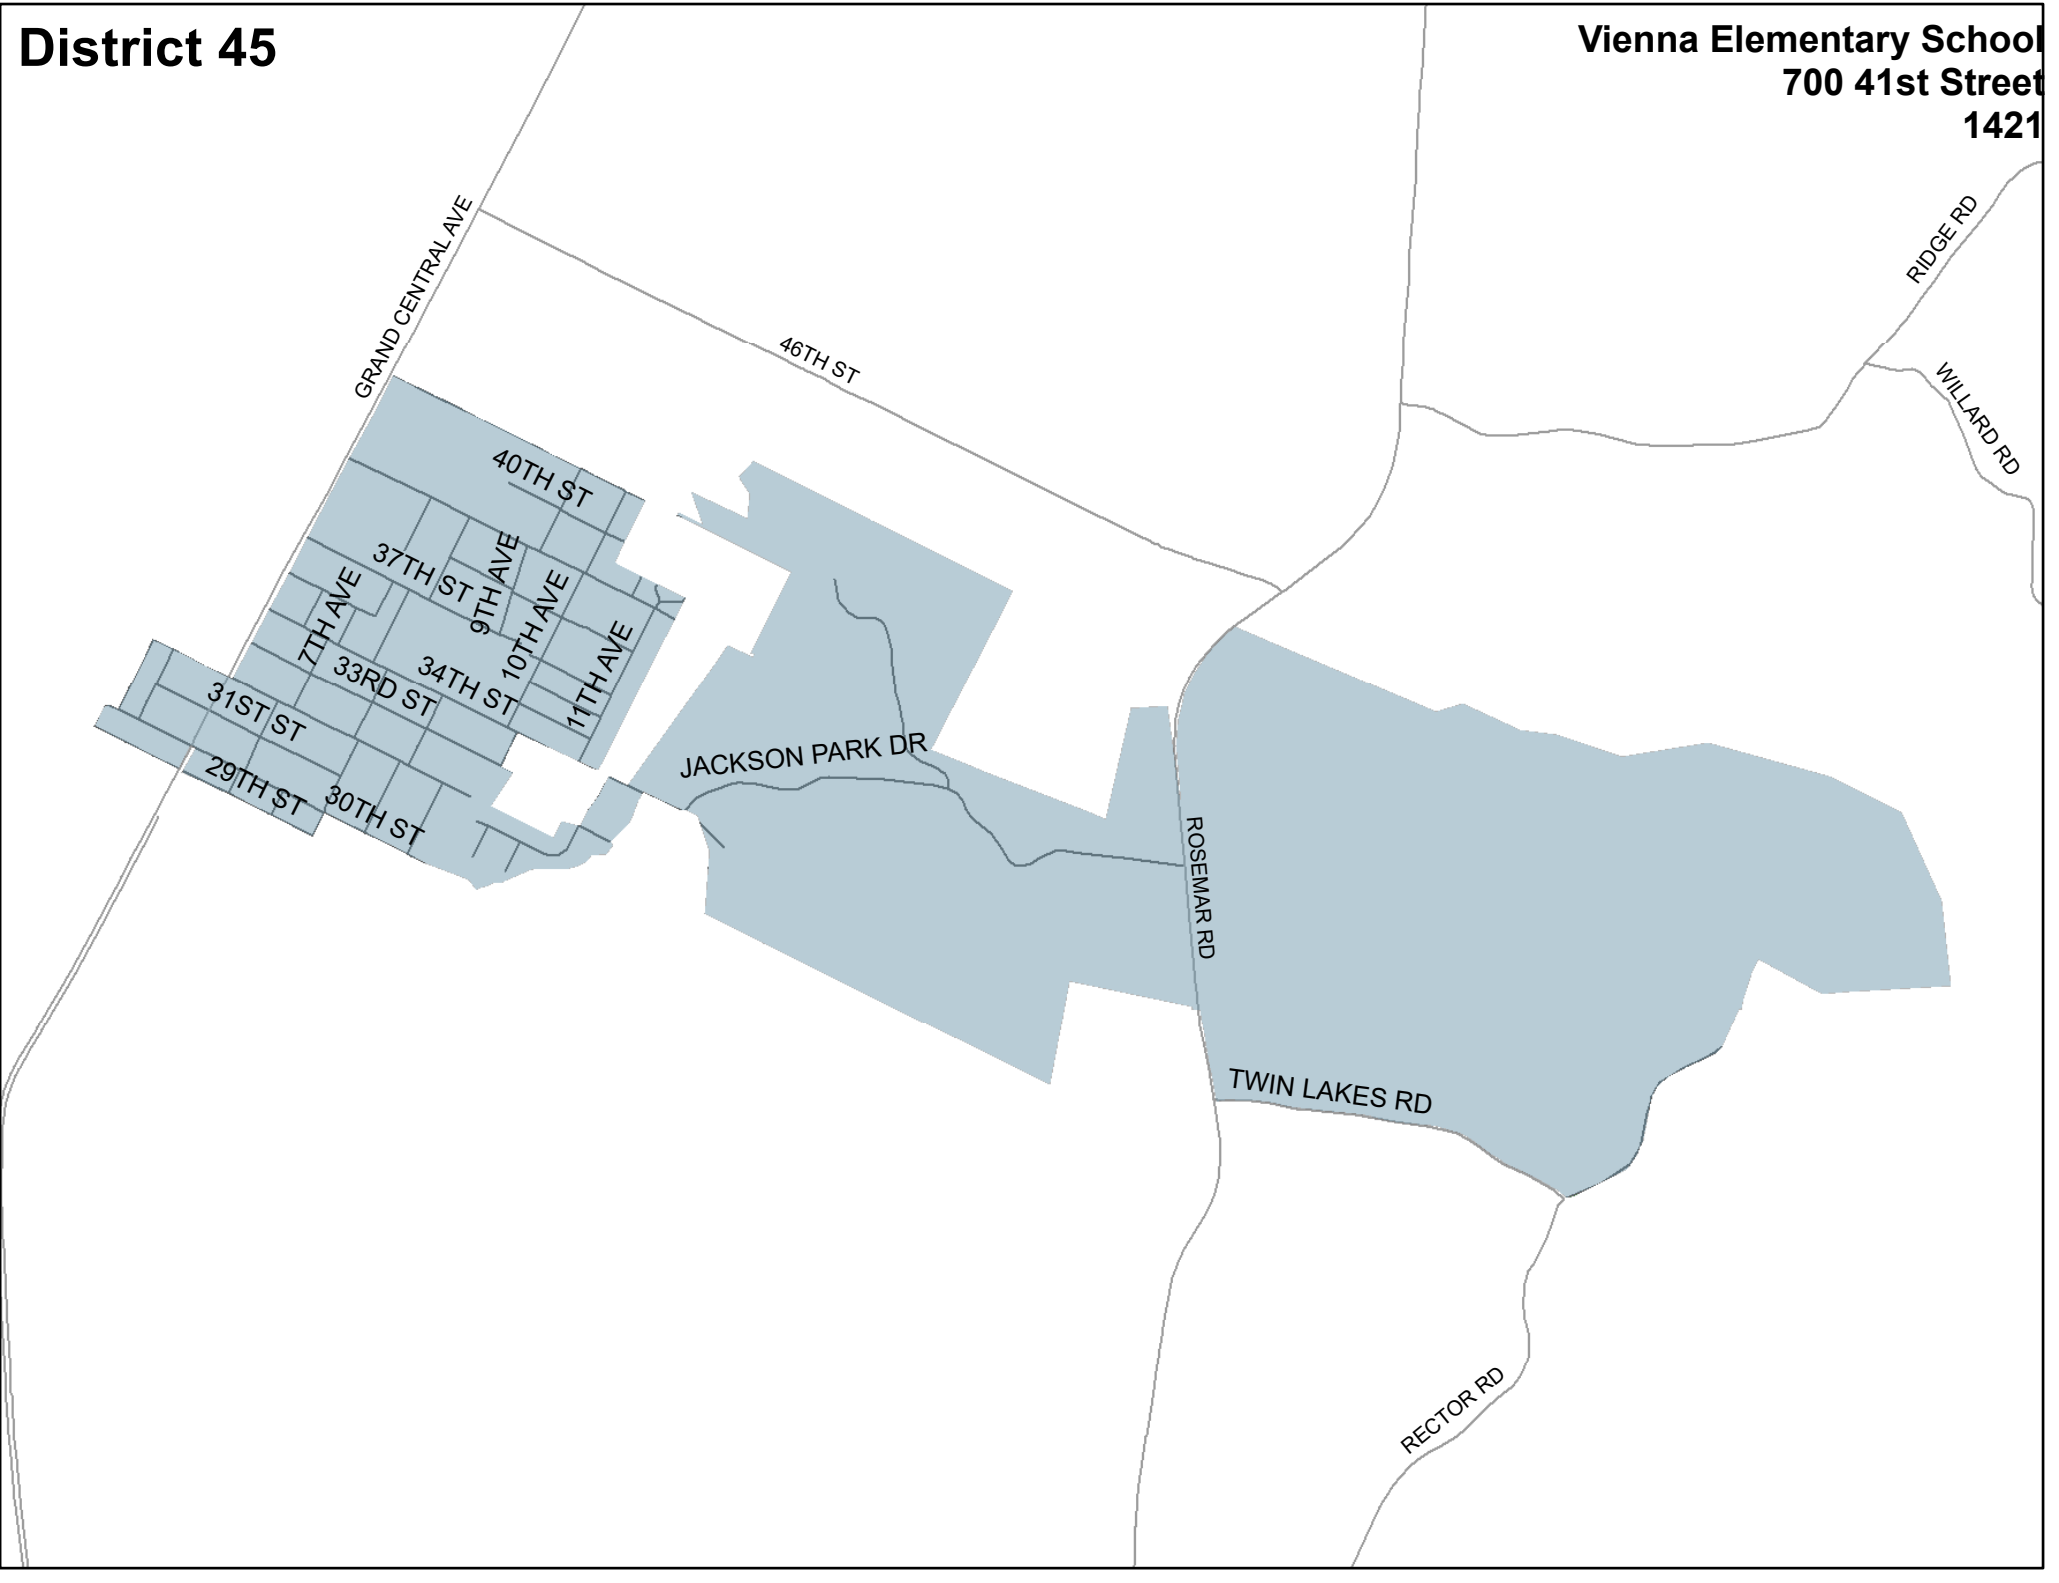 District 45
Vienna Elementary School
700 41st Street
1421
GRAND CENTRAL AVE
RIDGE RD
46TH ST
WILLARD RD
40TH ST
37TH ST
9TH AVE
7TH AVE
10TH AVE
11TH AVE
34TH ST
33RD ST
31ST ST
JACKSON PARK DR
29TH ST
30TH ST
ROSEMAR RD
TWIN LAKES RD
RECTOR RD